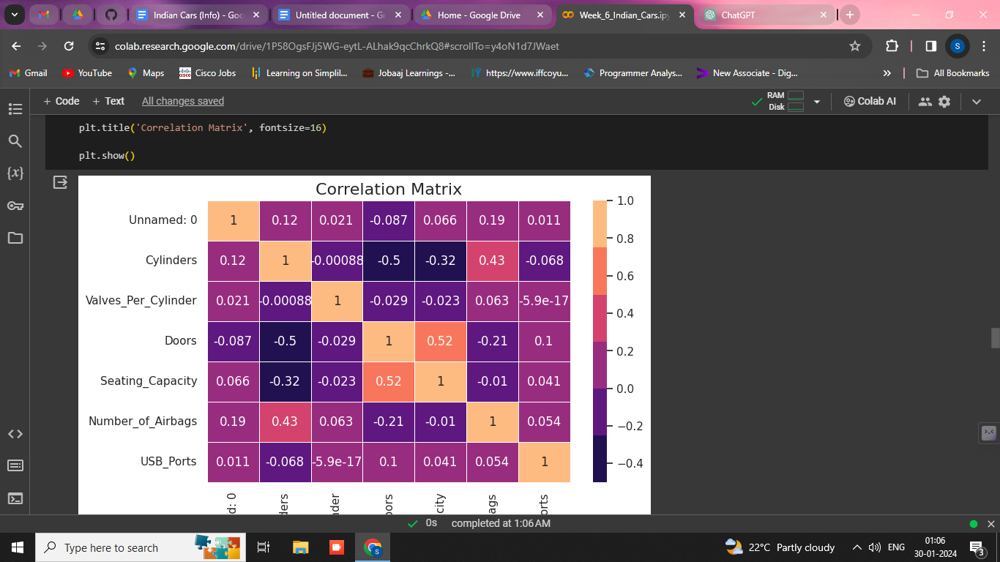 Indian Cars (Info) - Goo
Untitled document - Go
Home - Google Drive
Week_6_Indian_Cars.ipy
ChatGPT
S
colab.research.google.com/drive/1P58OgsFJj5WG-eytL-ALhak9qcChrkQ8#scrollTo=y4oN1d7JWaet
Gmail
YouTube
Maps
Cisco Jobs
Learning on Simplil...
Jobaaj Learnings -...
https://www.iffcoyu...
Programmer Analys...
New Associate - Dig...
»
All Bookmarks
+ Code + Text All changes saved
RAM
Disk
Colab AI
plt.title('Correlation Matrix', fontsize=16)
plt.show()
{x}
Correlation Matrix
Unnamed: 0 1 0.12 0.021 -0.087 0.066 0.19 0.011
Cylinders 0.12 1 -0.00088 -0.5 -0.32 0.43 -0.068
Valves_Per_Cylinder 0.021 -0.00088 1 -0.029 -0.023 0.063 -5.9e-17
Doors -0.087 -0.5 -0.029 1 0.52 -0.21 0.1
Seating_Capacity 0.066 -0.32 -0.023 0.52 1 -0.01 0.041
Number_of_Airbags 0.19 0.43 0.063 -0.21 -0.01 1 0.054
USB_Ports 0.011 -0.068 -5.9e-17 0.1 0.041 0.054 1
1.0
0.8
0.6
0.4
0.2
0.0
−0.2
−0.4
d: 0
ders
nder
oors
city
ags
orts
0s completed at 1:06 AM
Type here to search
22°C Partly cloudy
ENG
01:06
30-01-2024
3